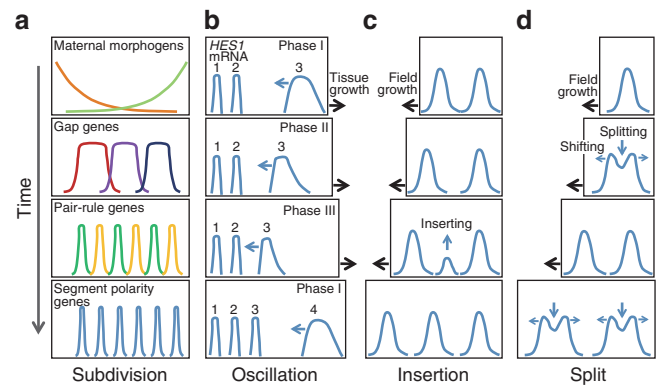 a
b
c
d
Time
Maternal morphogens
Gap genes
Pair-rule genes
Segment polarity
genes
Subdivision
HES1
mRNA
Phase I
1 2 3
Tissue
growth
Phase II
1 2 3
Phase III
1 2 3
Phase I
1 2 3 4
Oscillation
Field
growth
Inserting
Insertion
Field
growth
Splitting
Shifting
Split